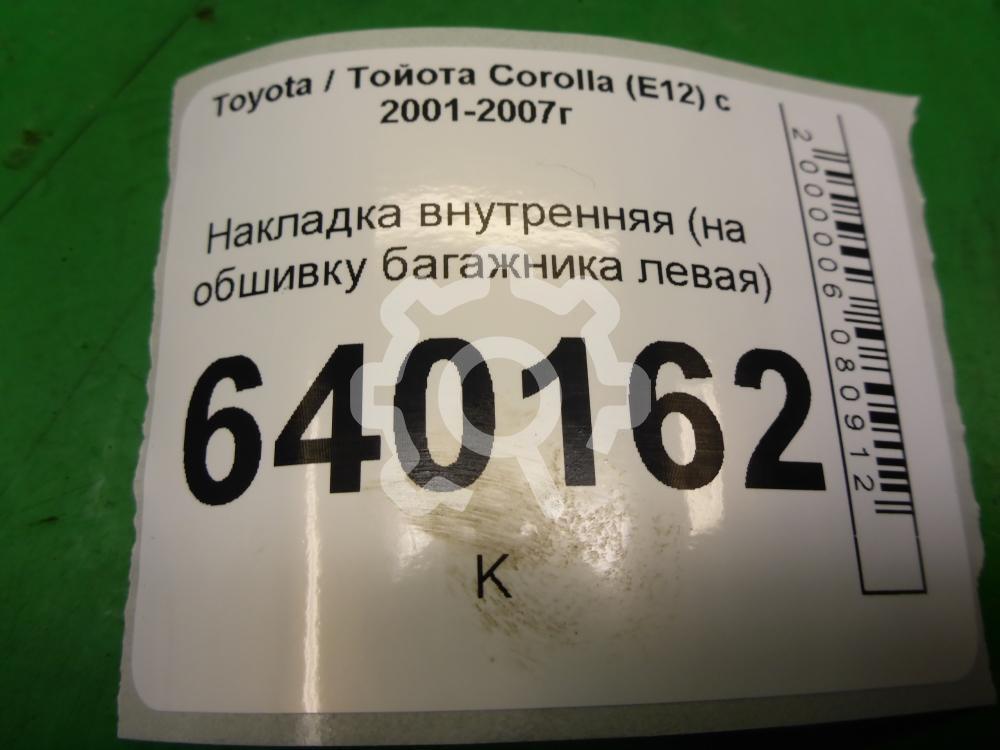 Toyota / Тойота Corolla (E12) с
2001-2007г
Накладка внутренняя (на
обшивку багажника левая)
640162
К
2000006080912